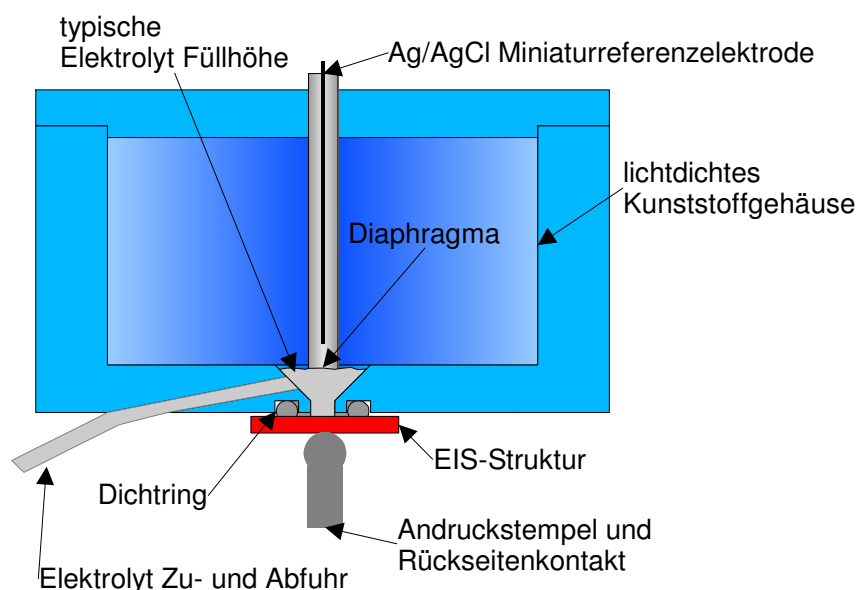 typische
Elektrolyt Füllhöhe
Ag/AgCl Miniaturreferenzelektrode
lichtdichtes
Kunststoffgehäuse
Diaphragma
EIS-Struktur
Dichtring
Andruckstempel und
Rückseitenkontakt
Elektrolyt Zu- und Abfuhr